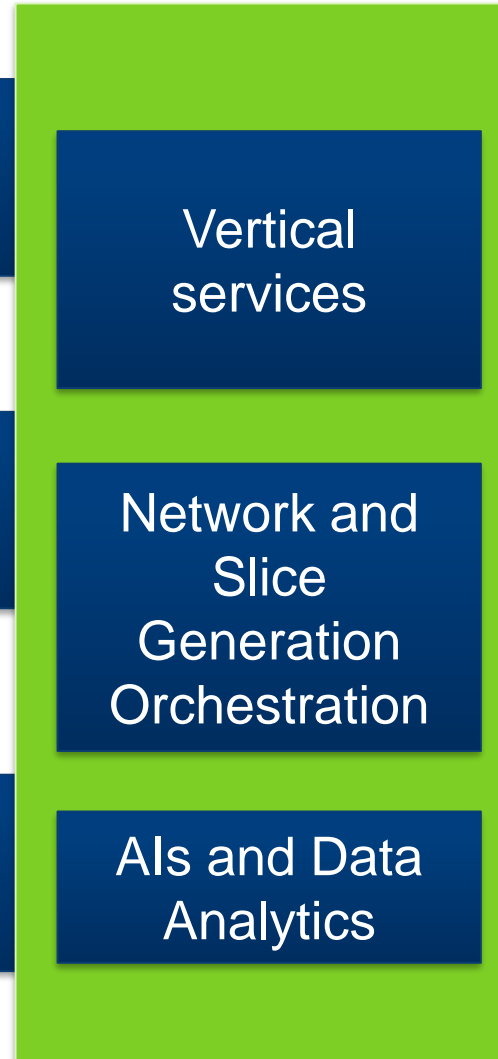 Vertical
services
Network and
Slice
Generation
Orchestration
AIs and Data
Analytics